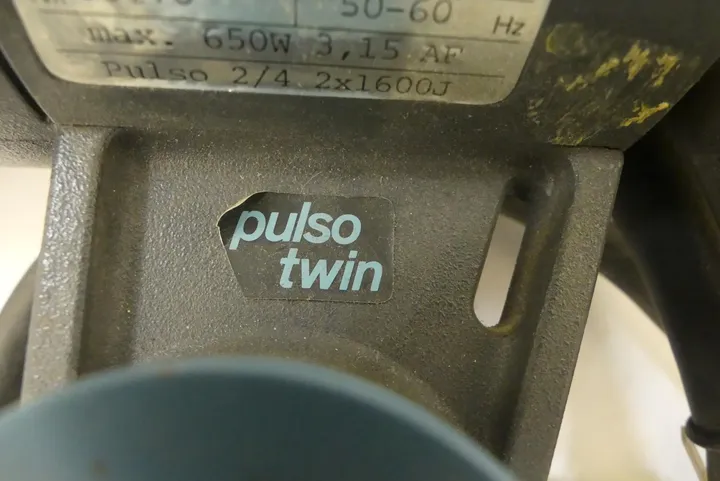 50-60 Hz
max. 650W 3,15 AF
Pulso 2/4 2x1600J
pulso
twin